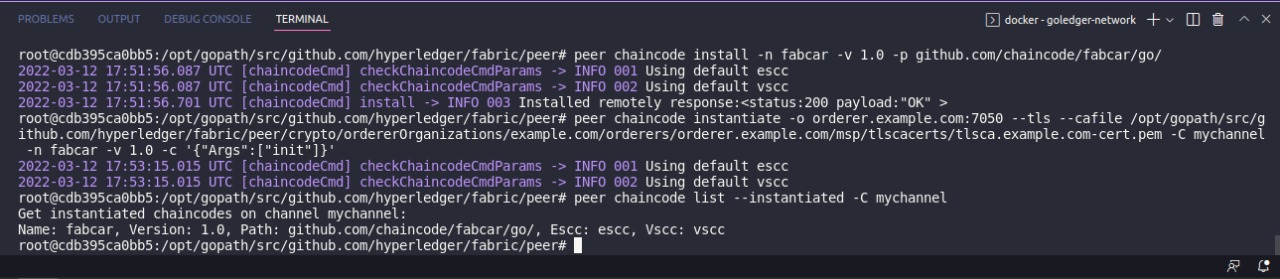 PROBLEMS OUTPUT DEBUG CONSOLE TERMINAL docker - goledger-network
root@cdb395ca0bb5:/opt/gopath/src/github.com/hyperledger/fabric/peer# peer chaincode install -n fabcar -v 1.0 -p github.com/chaincode/fabcar/go/
2022-03-12 17:51:56.087 UTC [chaincodeCmd] checkChaincodeCmdParams -> INFO 001 Using default escc
2022-03-12 17:51:56.087 UTC [chaincodeCmd] checkChaincodeCmdParams -> INFO 002 Using default vscc
2022-03-12 17:51:56.701 UTC [chaincodeCmd] install -> INFO 003 Installed remotely response:<status:200 payload:"OK" >
root@cdb395ca0bb5:/opt/gopath/src/github.com/hyperledger/fabric/peer# peer chaincode instantiate -o orderer.example.com:7050 --tls --cafile /opt/gopath/src/g
ithub.com/hyperledger/fabric/peer/crypto/ordererOrganizations/example.com/orderers/orderer.example.com/msp/tlscacerts/tlsca.example.com-cert.pem -C mychannel
-n fabcar -v 1.0 -c '{"Args":["init"]}'
2022-03-12 17:53:15.015 UTC [chaincodeCmd] checkChaincodeCmdParams -> INFO 001 Using default escc
2022-03-12 17:53:15.015 UTC [chaincodeCmd] checkChaincodeCmdParams -> INFO 002 Using default vscc
root@cdb395ca0bb5:/opt/gopath/src/github.com/hyperledger/fabric/peer# peer chaincode list --instantiated -C mychannel
Get instantiated chaincodes on channel mychannel:
Name: fabcar, Version: 1.0, Path: github.com/chaincode/fabcar/go/, Escc: escc, Vscc: vscc
root@cdb395ca0bb5:/opt/gopath/src/github.com/hyperledger/fabric/peer#